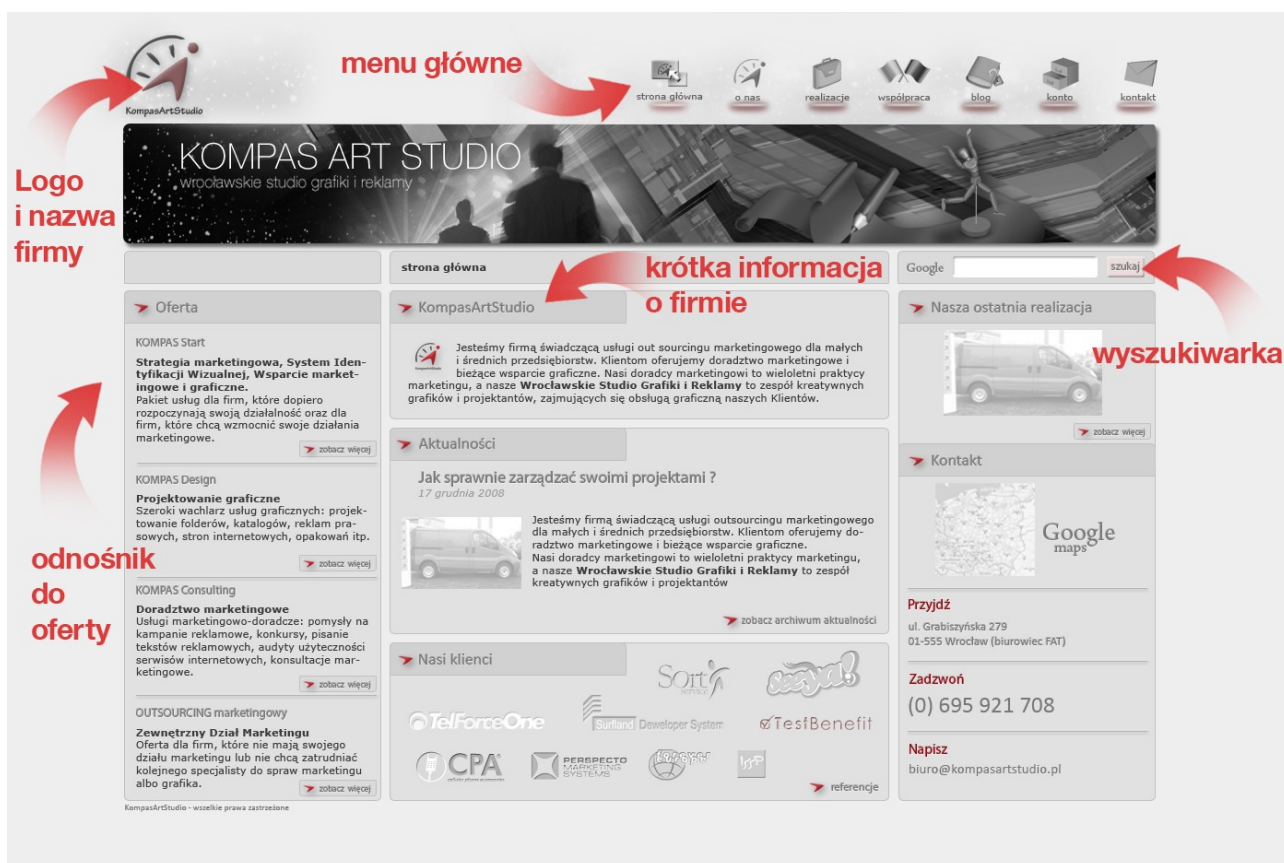 menu główne
KompasArtStudio
strona główna
o nas
realizacje
współpraca
blog
konto
kontakt
Logo
i nazwa
firmy
KOMPAS ART STUDIO
wrocławskie studio grafiki i reklamy
strona główna
krótka informacja
o firmie
Google
szukaj
wyszukiwarka
Oferta
KOMPAS Start
Strategia marketingowa, System Iden-
tyfikacji Wizualnej, Wsparcie market-
ingowe i graficzne.
Pakiet usług dla firm, które dopiero
rozpoczynają swoją działalność oraz dla
firm, które chcą wzmocnić swoje działania
marketingowe.
zobacz więcej
KOMPAS Design
Projektowanie graficzne
Szeroki wachlarz usług graficznych: projek-
towanie folderów, katalogów, reklam pra-
sowych, stron internetowych, opakowań itp.
zobacz więcej
odnośnik
do
oferty
KOMPAS Consulting
Doradztwo marketingowe
Usługi marketingowo-doradcze: pomysły na
kampanie reklamowe, konkursy, pisanie
tekstów reklamowych, audyty użyteczności
serwisów internetowych, konsultacje mar-
ketingowe.
zobacz więcej
OUTSOURCING marketingowy
Zewnętrzny Dział Marketingu
Oferta dla firm, które nie mają swojego
działu marketingu lub nie chcą zatrudniać
kolejnego specjalisty do spraw marketingu
albo grafika.
zobacz więcej
KompasArtStudio - wszelkie prawa zastrzeżone
KompasArtStudio
Jesteśmy firmą świadczącą usługi out sourcingu marketingowego dla małych
i średnich przedsiębiorstw. Klientom oferujemy doradztwo marketingowe i
bieżące wsparcie graficzne. Nasi doradcy marketingowi to wieloletni praktycy
marketingu, a nasze Wrocławskie Studio Grafiki i Reklamy to zespół kreatywnych
grafików i projektantów, zajmujących się obsługą graficzną naszych Klientów.
Aktualności
Jak sprawnie zarządzać swoimi projektami ?
17 grudnia 2008
Jesteśmy firmą świadczącą usługi outsourcingu marketingowego
dla małych i średnich przedsiębiorstw. Klientom oferujemy do-
radztwo marketingowe i bieżące wsparcie graficzne.
Nasi doradcy marketingowi to wieloletni praktycy marketingu,
a nasze Wrocławskie Studio Grafiki i Reklamy to zespół
kreatywnych grafików i projektantów
zobacz archiwum aktualności
Nasi klienci
SOrt
service
seeya!
TelForceOne
Surfland Deweloper System
TestBenefit
CPA
PERSPECTO
MARKETING
SYSTEMS
referencje
Nasza ostatnia realizacja
zobacz więcej
Kontakt
Google
maps
Przyjdź
ul. Grabiszyńska 279
01-555 Wrocław (biurowiec FAT)
Zadzwoń
(0) 695 921 708
Napisz
biuro@kompasartstudio.pl